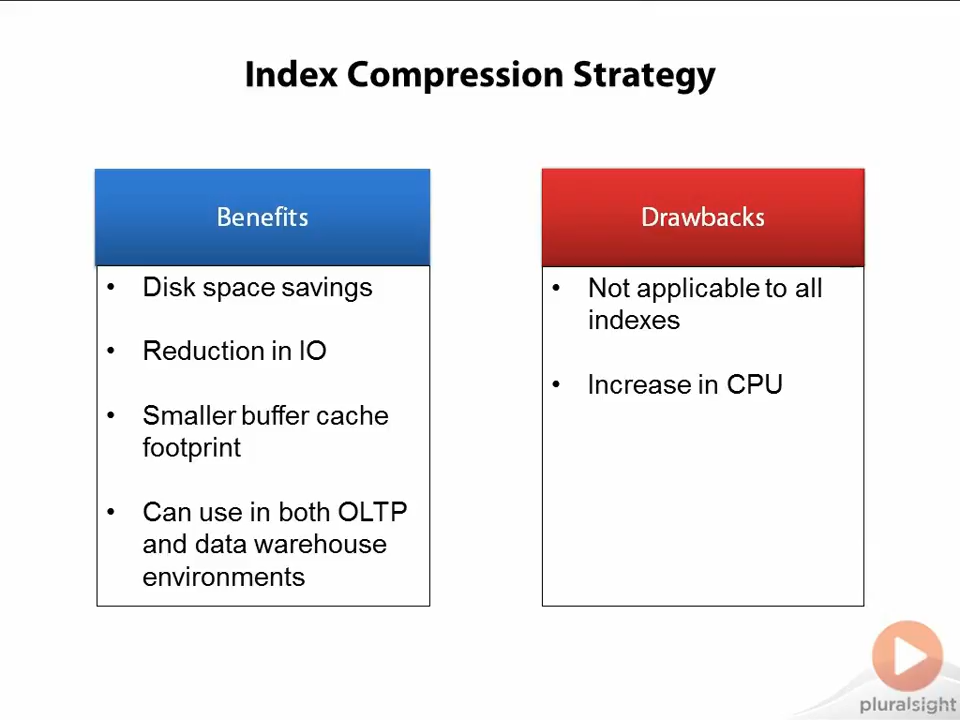 Index Compression Strategy
Benefits
• Disk space savings
• Reduction in IO
• Smaller buffer cache
footprint
• Can use in both OLTP
and data warehouse
environments
Drawbacks
• Not applicable to all
indexes
• Increase in CPU
pluralsight